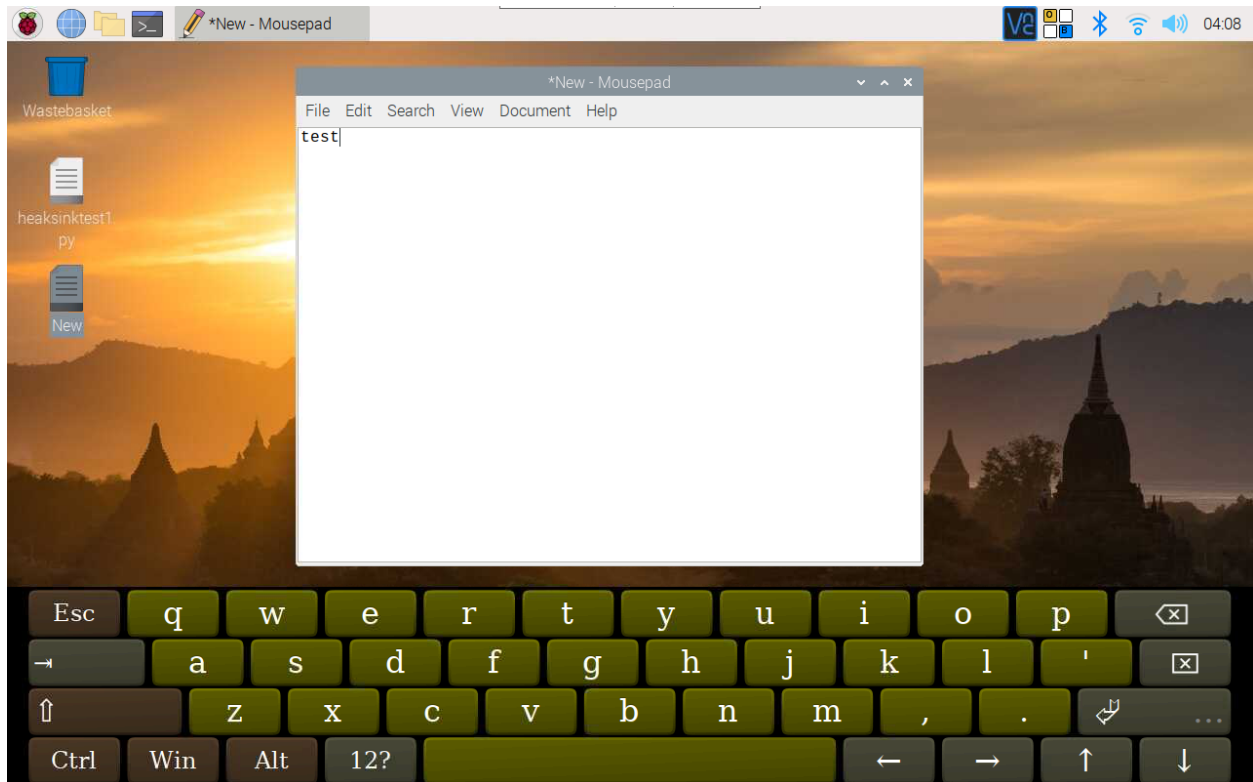 *New - Mousepad
04:08
Wastebasket
heaksinktest1.
py
New
*New - Mousepad
File Edit Search View Document Help
test
Esc q w e r t y u i o p
a s d f g h j k l '
z x c v b n m , . ...
Ctrl Win Alt 12?